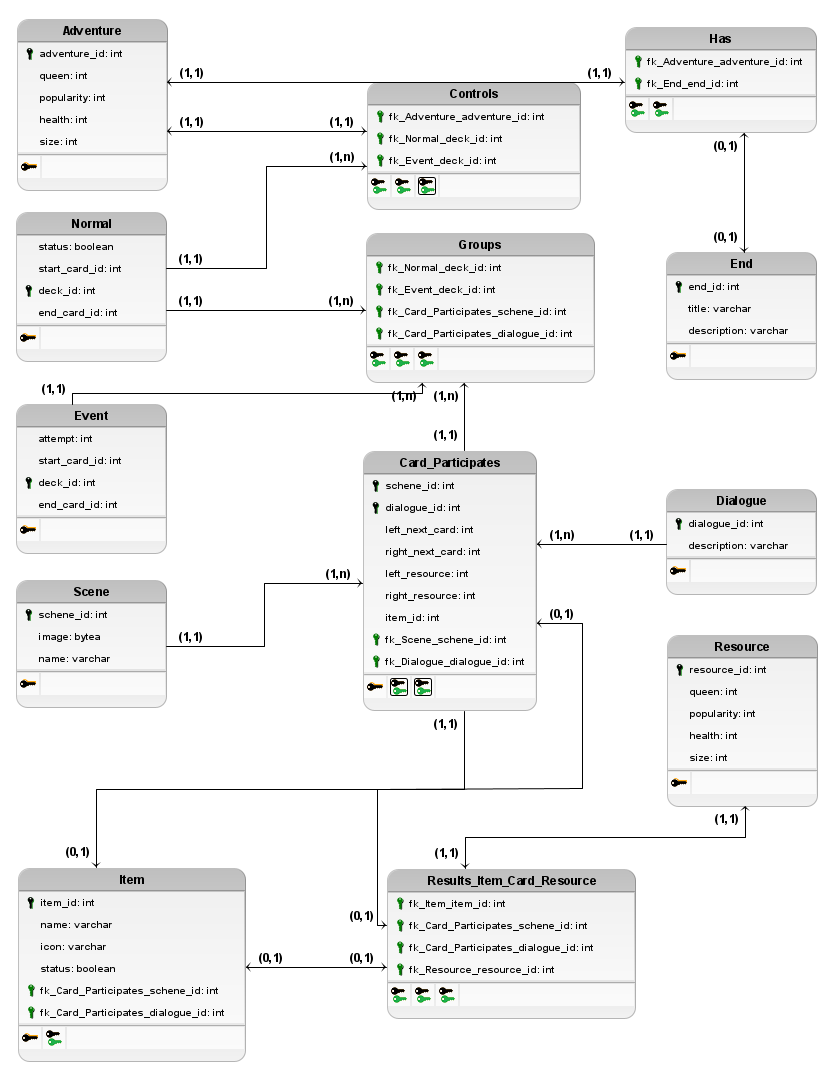 Adventure
adventure_id: int
queen: int
popularity: int
health: int
size: int
(1,1)
(1,1)
Has
fk_Adventure_adventure_id: int
fk_End_end_id: int
Controls
fk_Adventure_adventure_id: int
fk_Normal_deck_id: int
fk_Event_deck_id: int
(1,1)
(1,1)
(1,n)
(0,1)
(0,1)
Normal
status: boolean
start_card_id: int
deck_id: int
end_card_id: int
(1,1)
(1,1)
(1,n)
Groups
fk_Normal_deck_id: int
fk_Event_deck_id: int
fk_Card_Participates_schene_id: int
fk_Card_Participates_dialogue_id: int
End
end_id: int
title: varchar
description: varchar
(1,1)
(1,n)
(1,n)
(1,1)
Event
attempt: int
start_card_id: int
deck_id: int
end_card_id: int
Card_Participates
schene_id: int
dialogue_id: int
left_next_card: int
right_next_card: int
left_resource: int
right_resource: int
item_id: int
fk_Scene_schene_id: int
fk_Dialogue_dialogue_id: int
Dialogue
dialogue_id: int
description: varchar
(1,n)
(1,1)
Scene
schene_id: int
image: bytea
name: varchar
(1,n)
(1,1)
(0,1)
(1,1)
Resource
resource_id: int
queen: int
popularity: int
health: int
size: int
(1,1)
(1,1)
(0,1)
Item
item_id: int
name: varchar
icon: varchar
status: boolean
fk_Card_Participates_schene_id: int
fk_Card_Participates_dialogue_id: int
(0,1)
(0,1)
(0,1)
Results_Item_Card_Resource
fk_Item_item_id: int
fk_Card_Participates_schene_id: int
fk_Card_Participates_dialogue_id: int
fk_Resource_resource_id: int